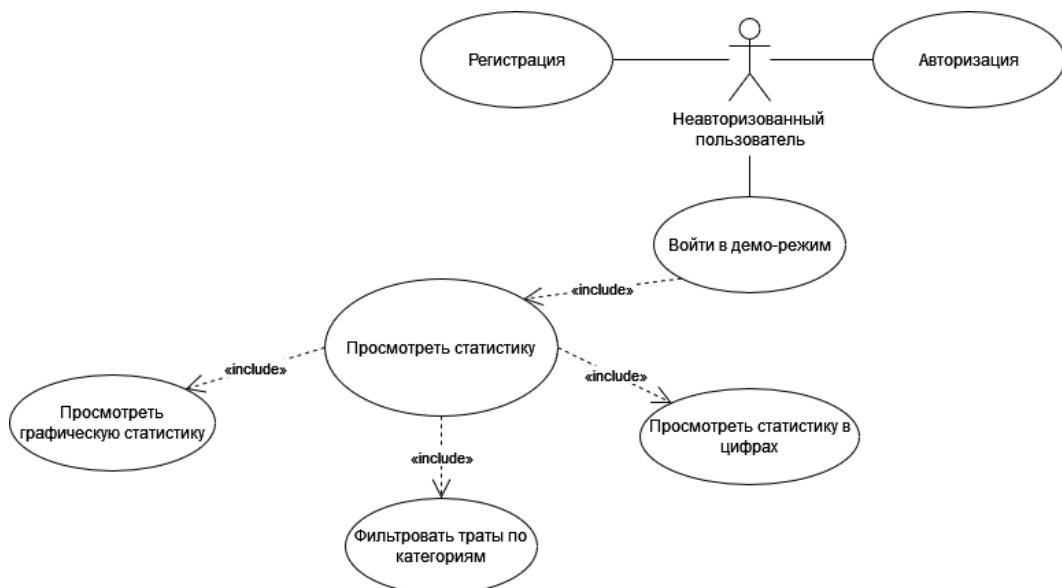 Регистрация
Авторизация
Неавторизованный
пользователь
Войти в демо-режим
«include»
Просмотреть статистику
«include»
«include»
Просмотреть
графическую статистику
Просмотреть статистику в
цифрах
«include»
Фильтровать траты по
категориям